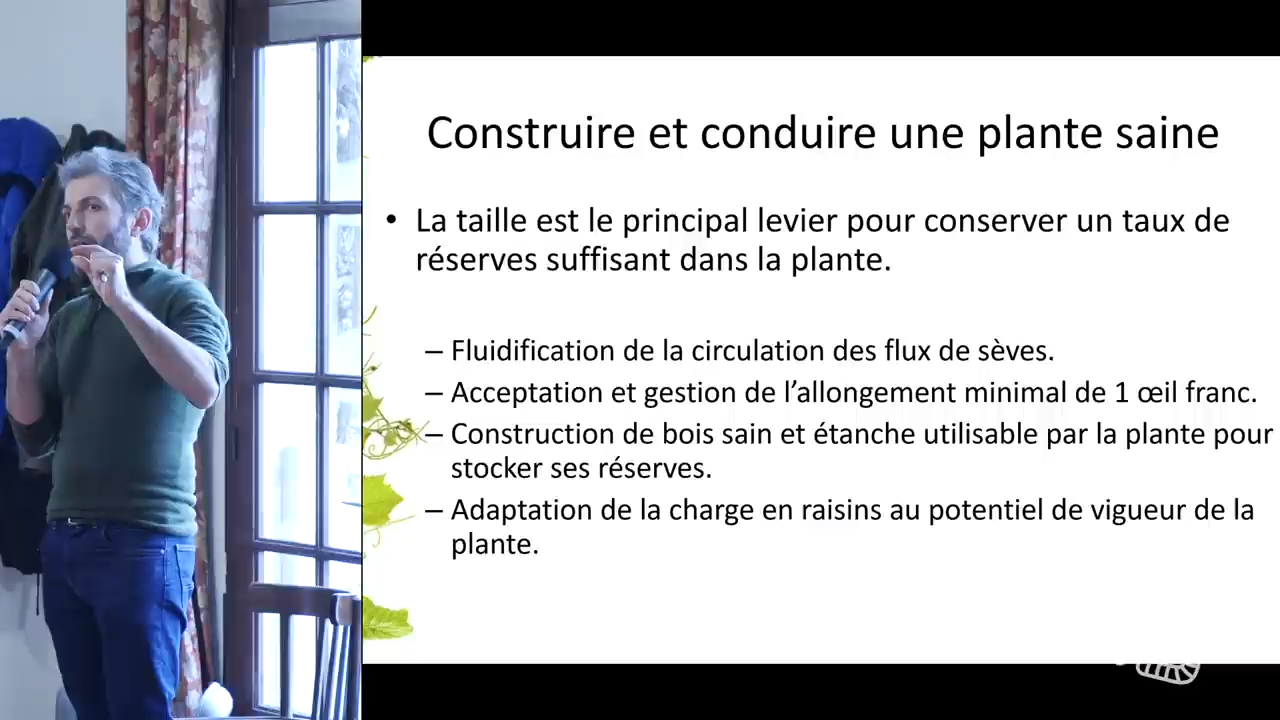 Construire et conduire une plante saine
• La taille est le principal levier pour conserver un taux de
réserves suffisant dans la plante.
– Fluidification de la circulation des flux de sèves.
– Acceptation et gestion de l’allongement minimal de 1 œil franc.
– Construction de bois sain et étanche utilisable par la plante pour
stocker ses réserves.
– Adaptation de la charge en raisins au potentiel de vigueur de la
plante.